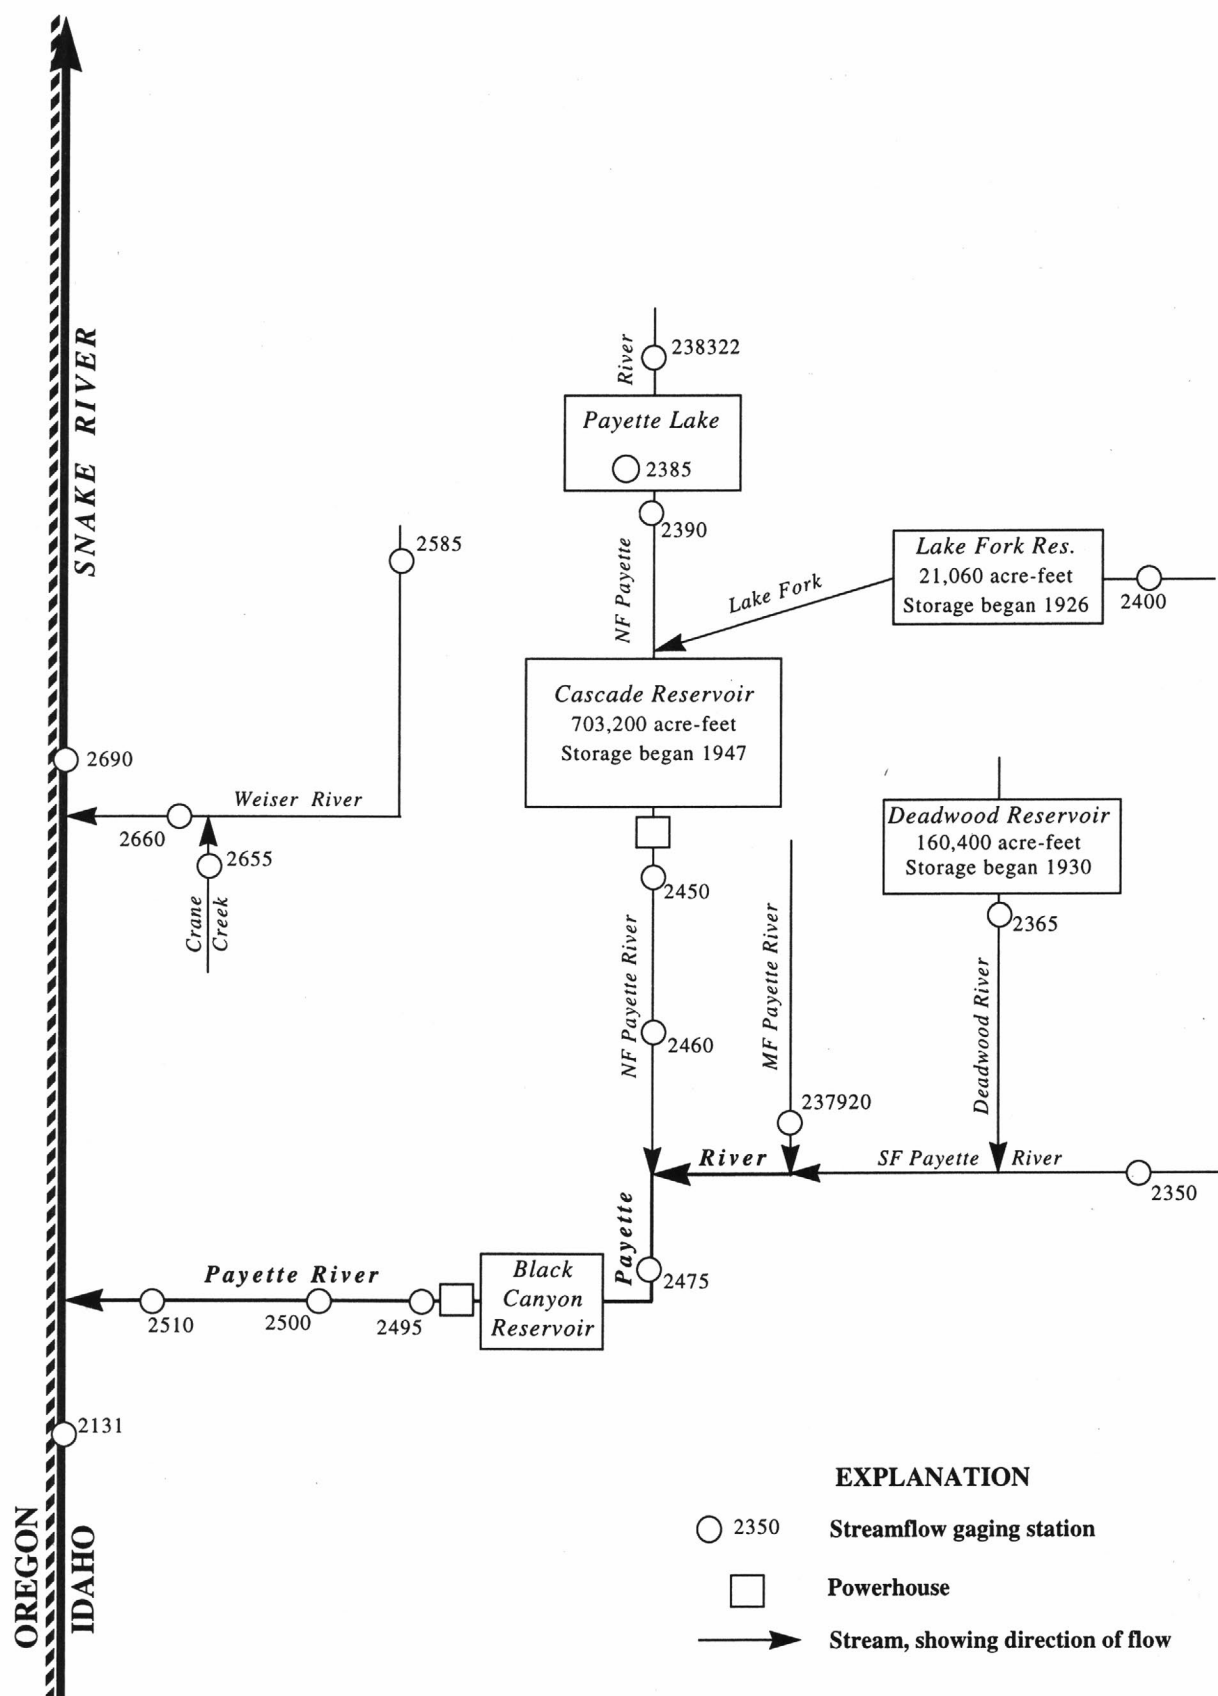 238322
River
Payette Lake
2385
2390
SNAKE RIVER
2585
NF Payette
Lake Fork
Lake Fork Res.
21,060 acre-feet
Storage began 1926
2400
Cascade Reservoir
703,200 acre-feet
Storage began 1947
2690
Weiser River
2660
2655
Crane
Creek
Deadwood Reservoir
160,400 acre-feet
Storage began 1930
2450
2365
NF Payette River
MF Payette River
Deadwood River
2460
237920
River
SF Payette River
2350
Payette
2475
Payette River
Black
Canyon
Reservoir
2510
2500
2495
2131
OREGON
IDAHO
EXPLANATION
2350 Streamflow gaging station
Powerhouse
Stream, showing direction of flow